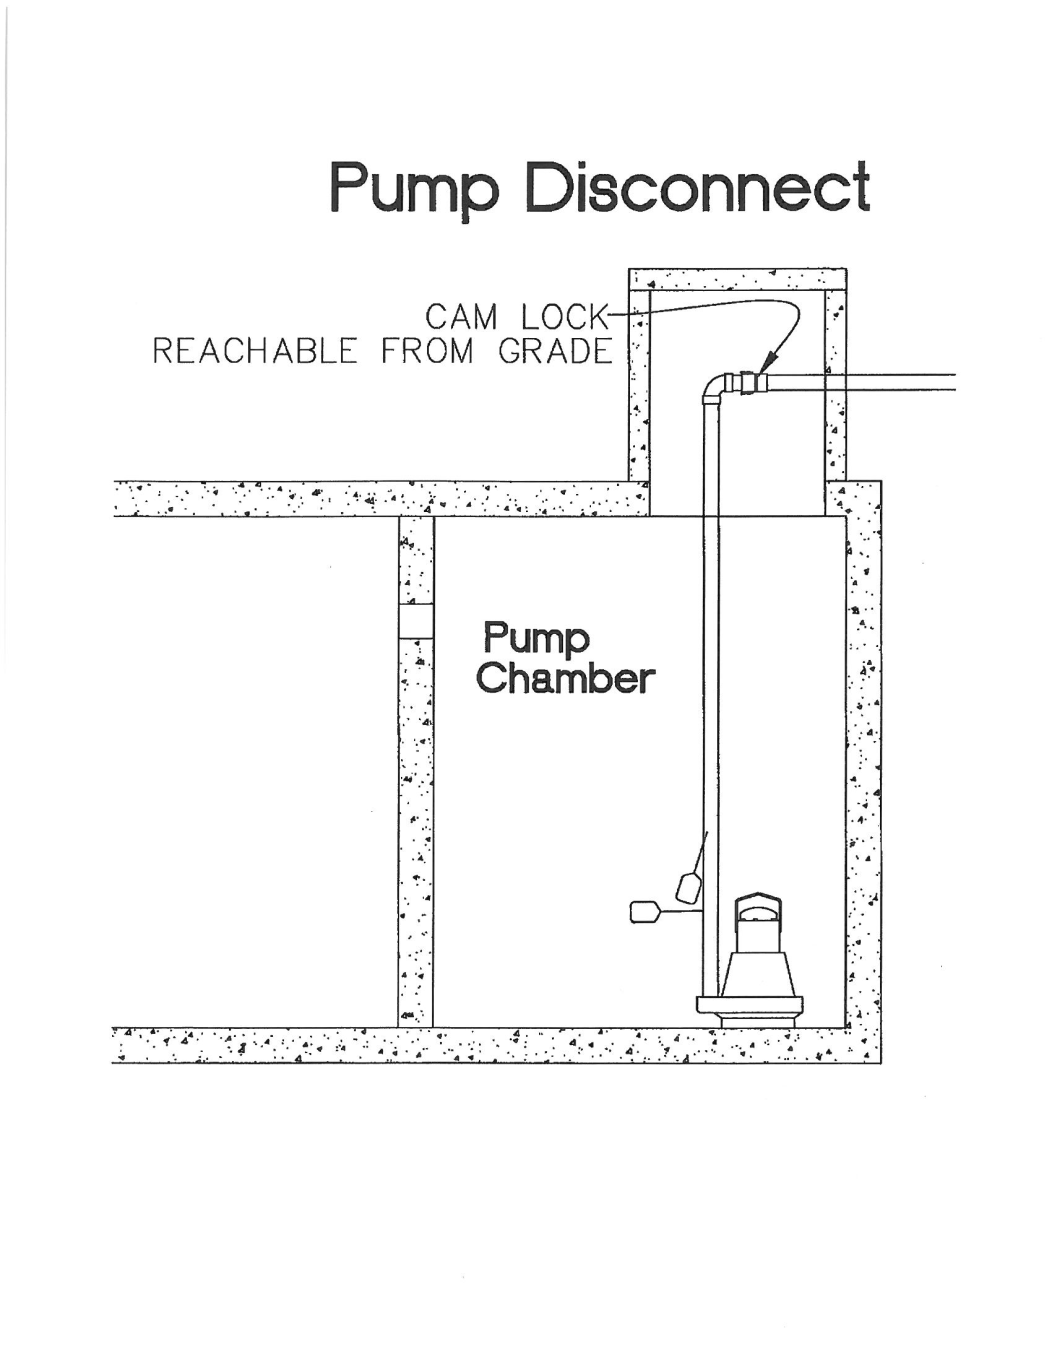 Pump Disconnect
CAM LOCK
REACHABLE FROM GRADE
Pump
Chamber